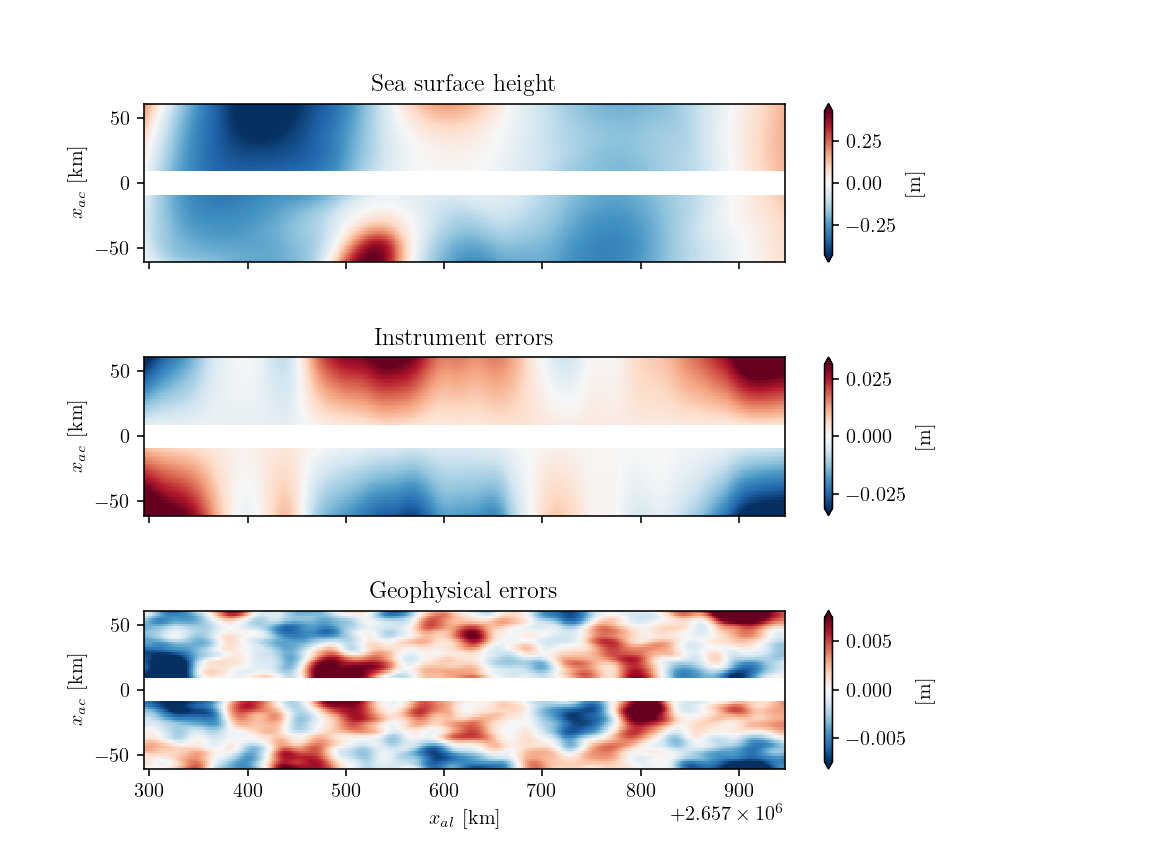 Sea surface height
50
0
−50
x_ac [km]
0.25
0.00
−0.25
[m]
Instrument errors
50
0
−50
x_ac [km]
0.025
0.000
−0.025
[m]
Geophysical errors
50
0
−50
x_ac [km]
0.005
0.000
−0.005
[m]
300 400 500 600 700 800 900
x_al [km]
+2.657 × 10⁶